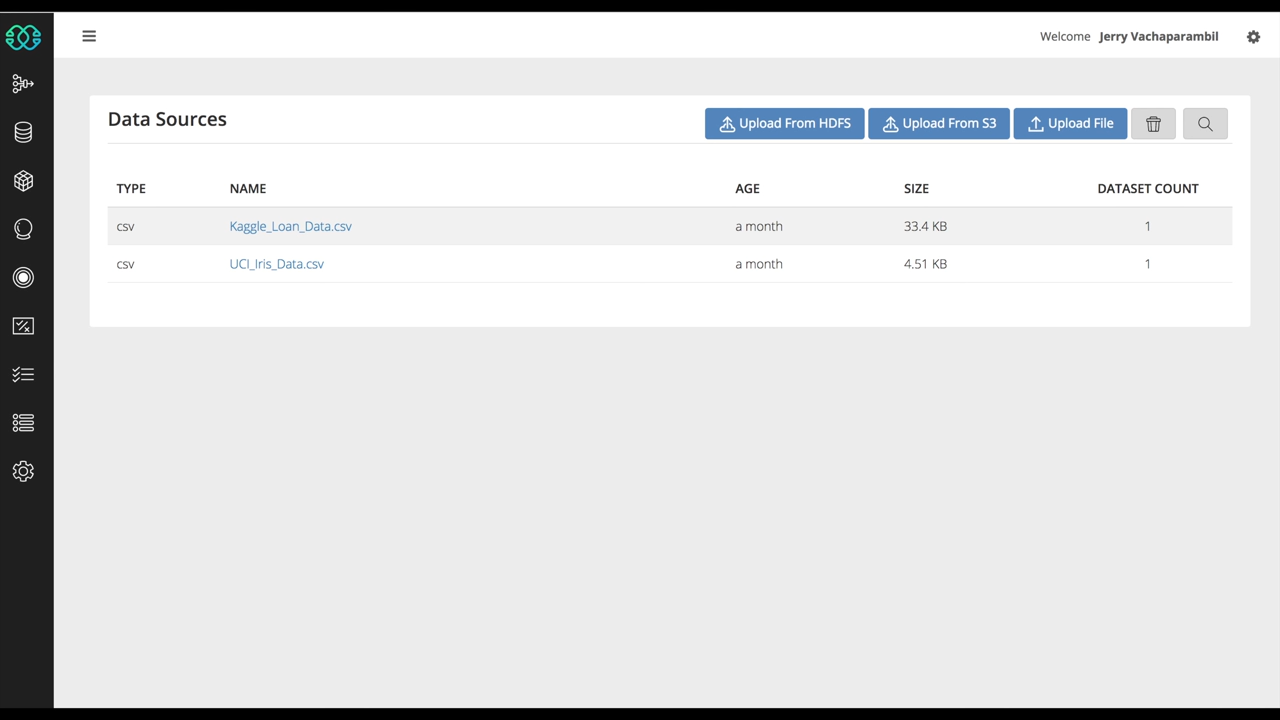 Welcome Jerry Vachaparambil
Data Sources
Upload From HDFS Upload From S3 Upload File
TYPE NAME AGE SIZE DATASET COUNT
csv Kaggle_Loan_Data.csv a month 33.4 KB 1
csv UCI_Iris_Data.csv a month 4.51 KB 1